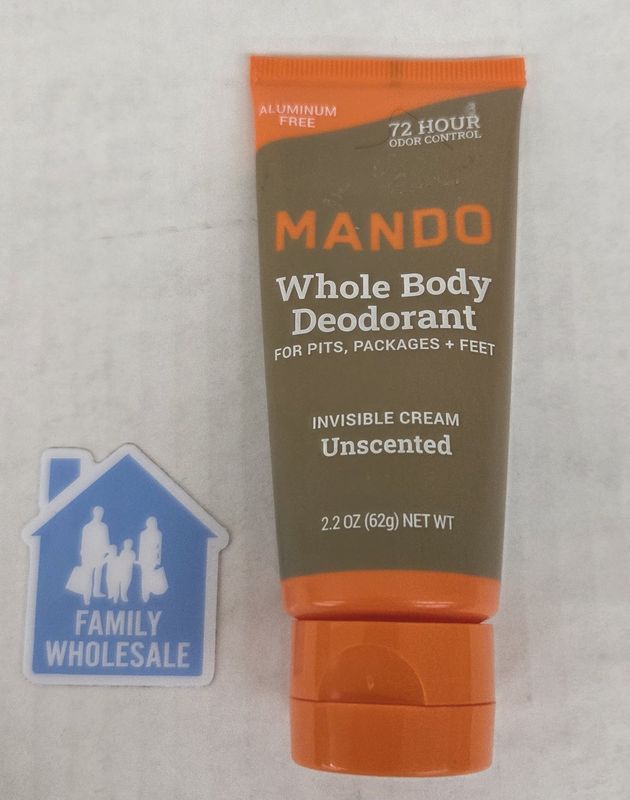 ALUMINUM
FREE
72 HOUR
ODOR CONTROL
MANDO
Whole Body
Deodorant
FOR PITS, PACKAGES + FEET
INVISIBLE CREAM
Unscented
2.2 OZ (62g) NET WT
FAMILY
WHOLESALE